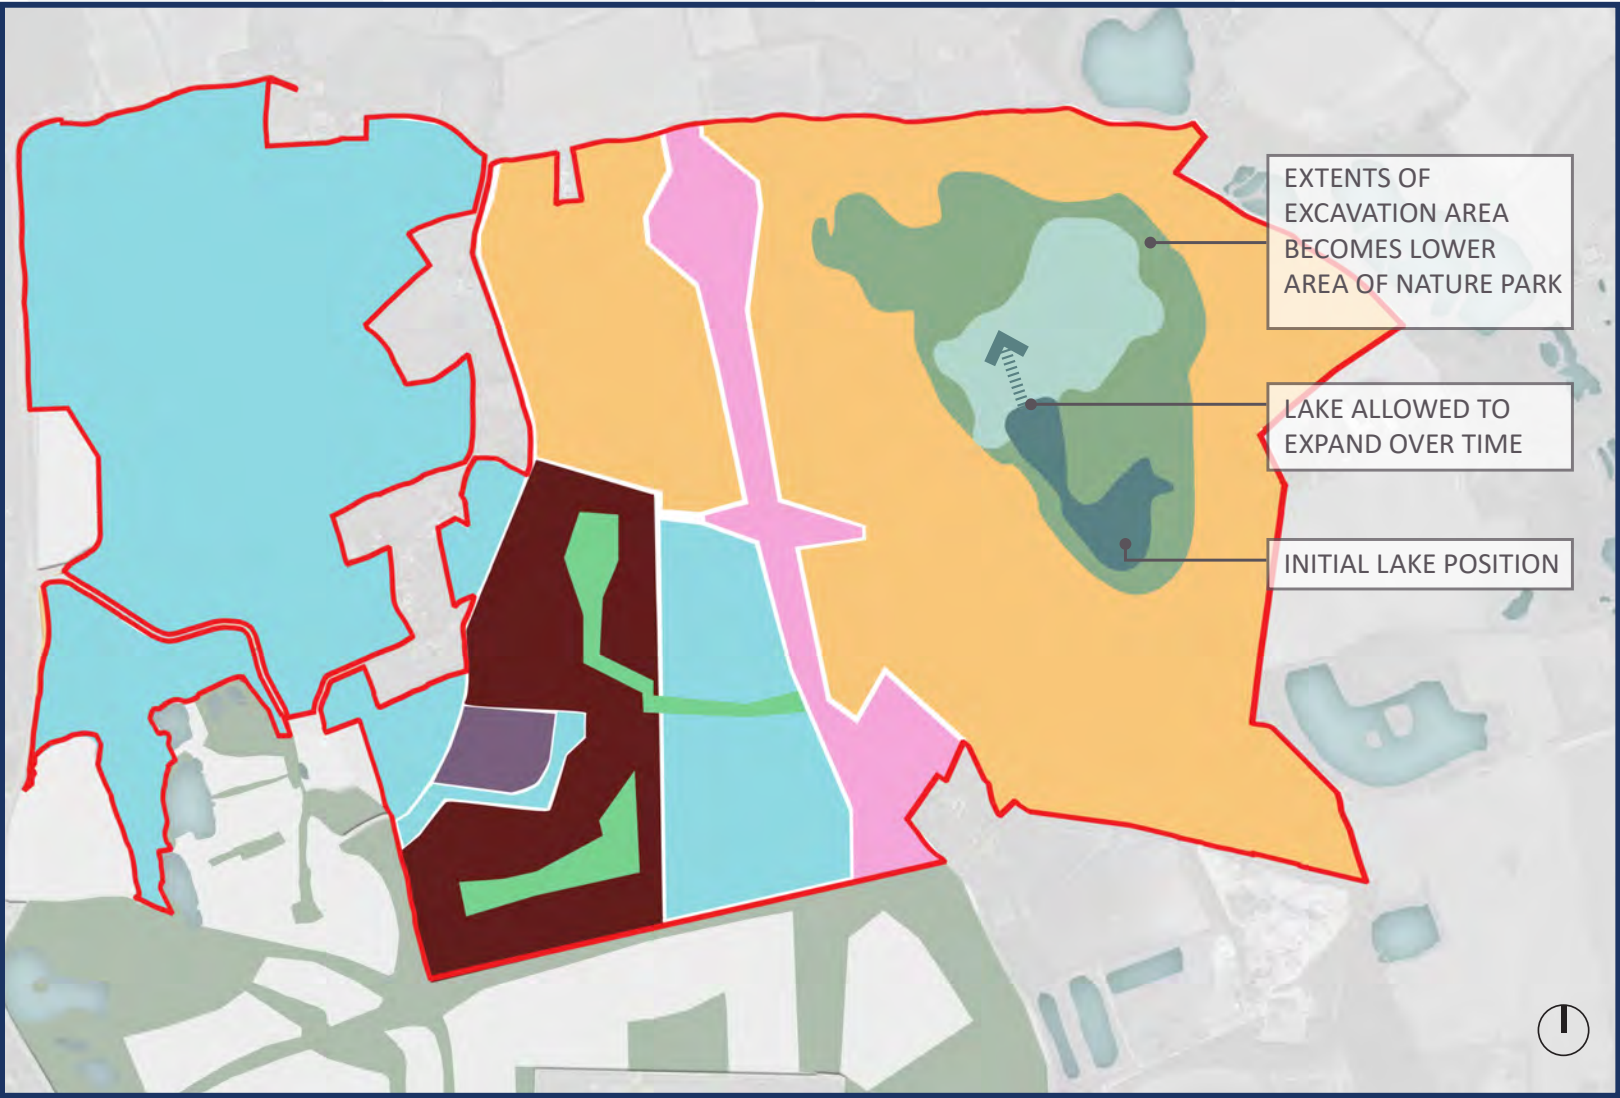 EXTENTS OF
EXCAVATION AREA
BECOMES LOWER
AREA OF NATURE PARK
LAKE ALLOWED TO
EXPAND OVER TIME
INITIAL LAKE POSITION